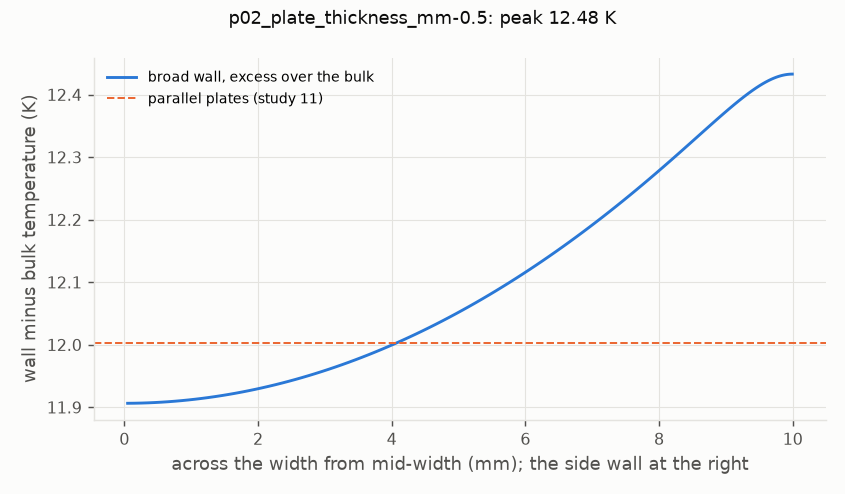 p02_plate_thickness_mm-0.5: peak 12.48 K
broad wall, excess over the bulk
parallel plates (study 11)
wall minus bulk temperature (K)
12.4
12.3
12.2
12.1
12.0
11.9
0
2
4
6
8
10
across the width from mid-width (mm); the side wall at the right